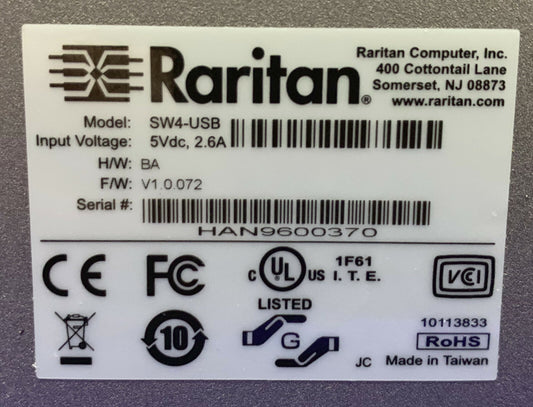 Raritan®
Raritan Computer, Inc.
400 Cottontail Lane
Somerset, NJ 08873
www.raritan.com
Model: SW4-USB
Input Voltage: 5Vdc, 2.6A
H/W: BA
F/W: V1.0.072
Serial #:
HAN9600370
CE FC C UL US 1F61
I. T. E.
LISTED
VCI
10 G
10113833
RoHS
JC Made in Taiwan